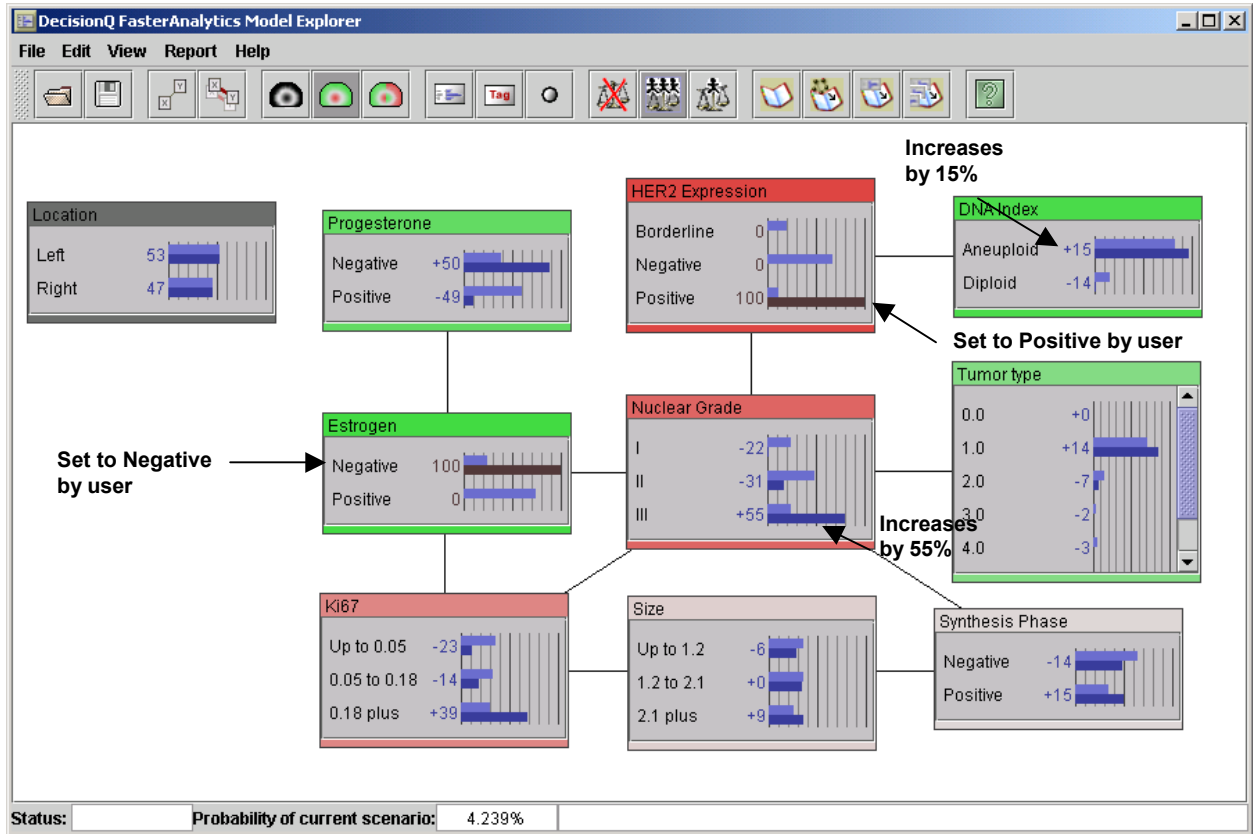 DecisionQ FasterAnalytics Model Explorer
File Edit View Report Help
Tag
Increases
by 15%
Location
Left 53
Right 47
Progesterone
Negative +50
Positive -49
HER2 Expression
Borderline 0
Negative 0
Positive 100
DNA Index
Aneuploid +15
Diploid -14
Set to Positive by user
Estrogen
Negative 100
Positive 0
Set to Negative
by user
Nuclear Grade
I -22
II -31
III +55
Increases
by 55%
Tumor type
0.0 +0
1.0 +14
2.0 -7
3.0 -2
4.0 -3
Ki67
Up to 0.05 -23
0.05 to 0.18 -14
0.18 plus +39
Size
Up to 1.2 -6
1.2 to 2.1 +0
2.1 plus +9
Synthesis Phase
Negative -14
Positive +15
Status: Probability of current scenario: 4.239%